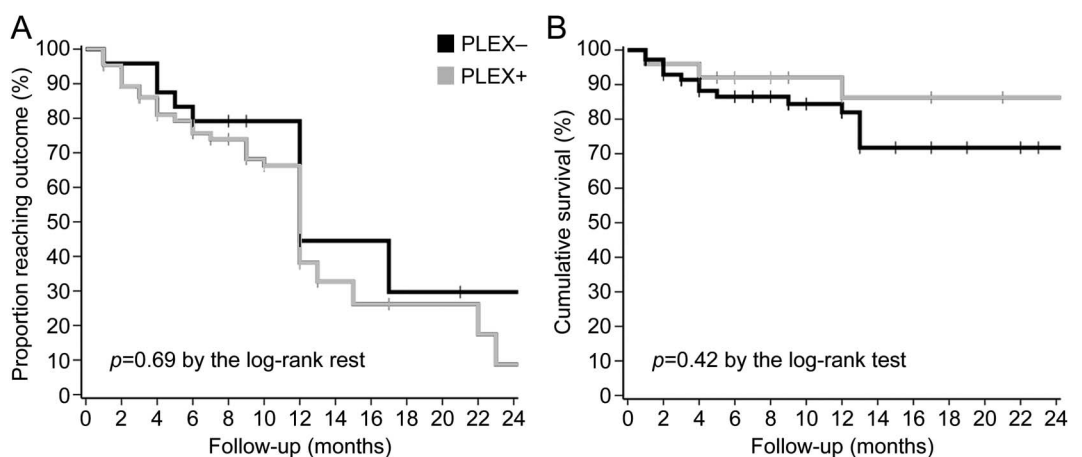 A
PLEX–
PLEX+
Proportion reaching outcome (%)
100
90
80
70
60
50
40
30
20
10
0
p=0.69 by the log-rank rest
0 2 4 6 8 10 12 14 16 18 20 22 24
Follow-up (months)
B
Cumulative survival (%)
100
90
80
70
60
50
40
30
20
10
0
p=0.42 by the log-rank test
0 2 4 6 8 10 12 14 16 18 20 22 24
Follow-up (months)